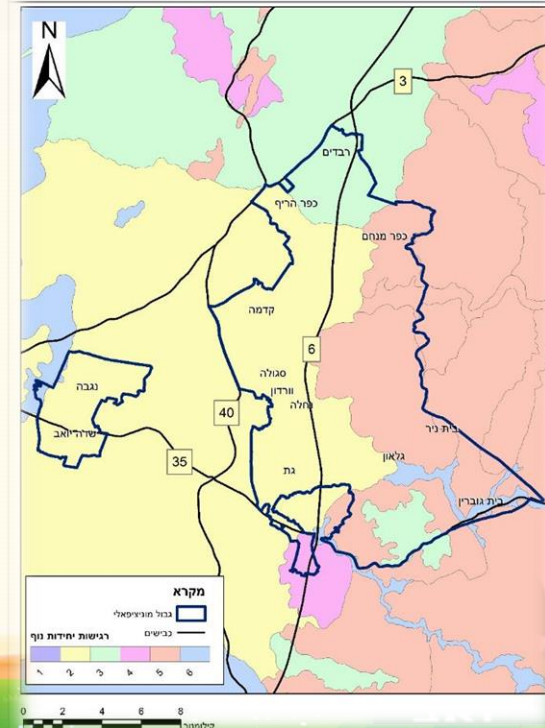 N
3
רבדים
כפר הריף
כפר מנחם
קדמה
6
סגולה
נגבה
וורדון
נחלה
40
שדה יואב
בית ניר
גלאון
35
גת
בית גוברין
מקרא
גבול מוניציפאלי
כבישים
רגישות יחידות נוף
1 2 3 4 5 6
0 2 4 6 8
קילומטר